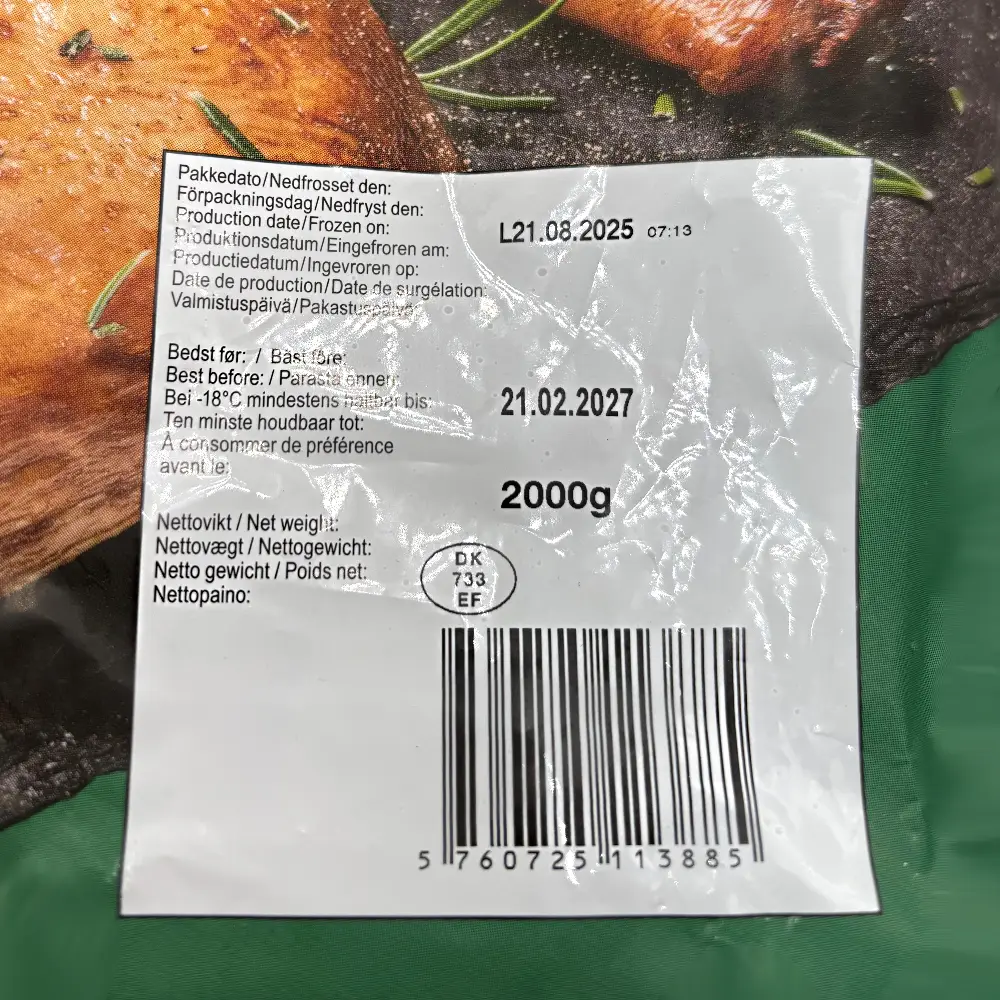 Pakkedato/Nedfrosset den:
Förpackningsdag/Nedfryst den:
Production date/Frozen on:
Produktionsdatum/Eingefroren am:
Productiedatum/Ingevroren op:
Date de production/Date de surgélation:
Valmistuspäivä/Pakastuspäivä:
L21.08.2025 07:13
Bedst før: / Bäst före:
Best before: / Parasta ennen:
Bei -18°C mindestens haltbar bis:
Ten minste houdbaar tot:
À consommer de préférence
avant le:
21.02.2027
2000g
Nettovikt / Net weight:
Nettovægt / Nettogewicht:
Netto gewicht / Poids net:
Nettopaino:
DK
733
EF
5 760725 113885